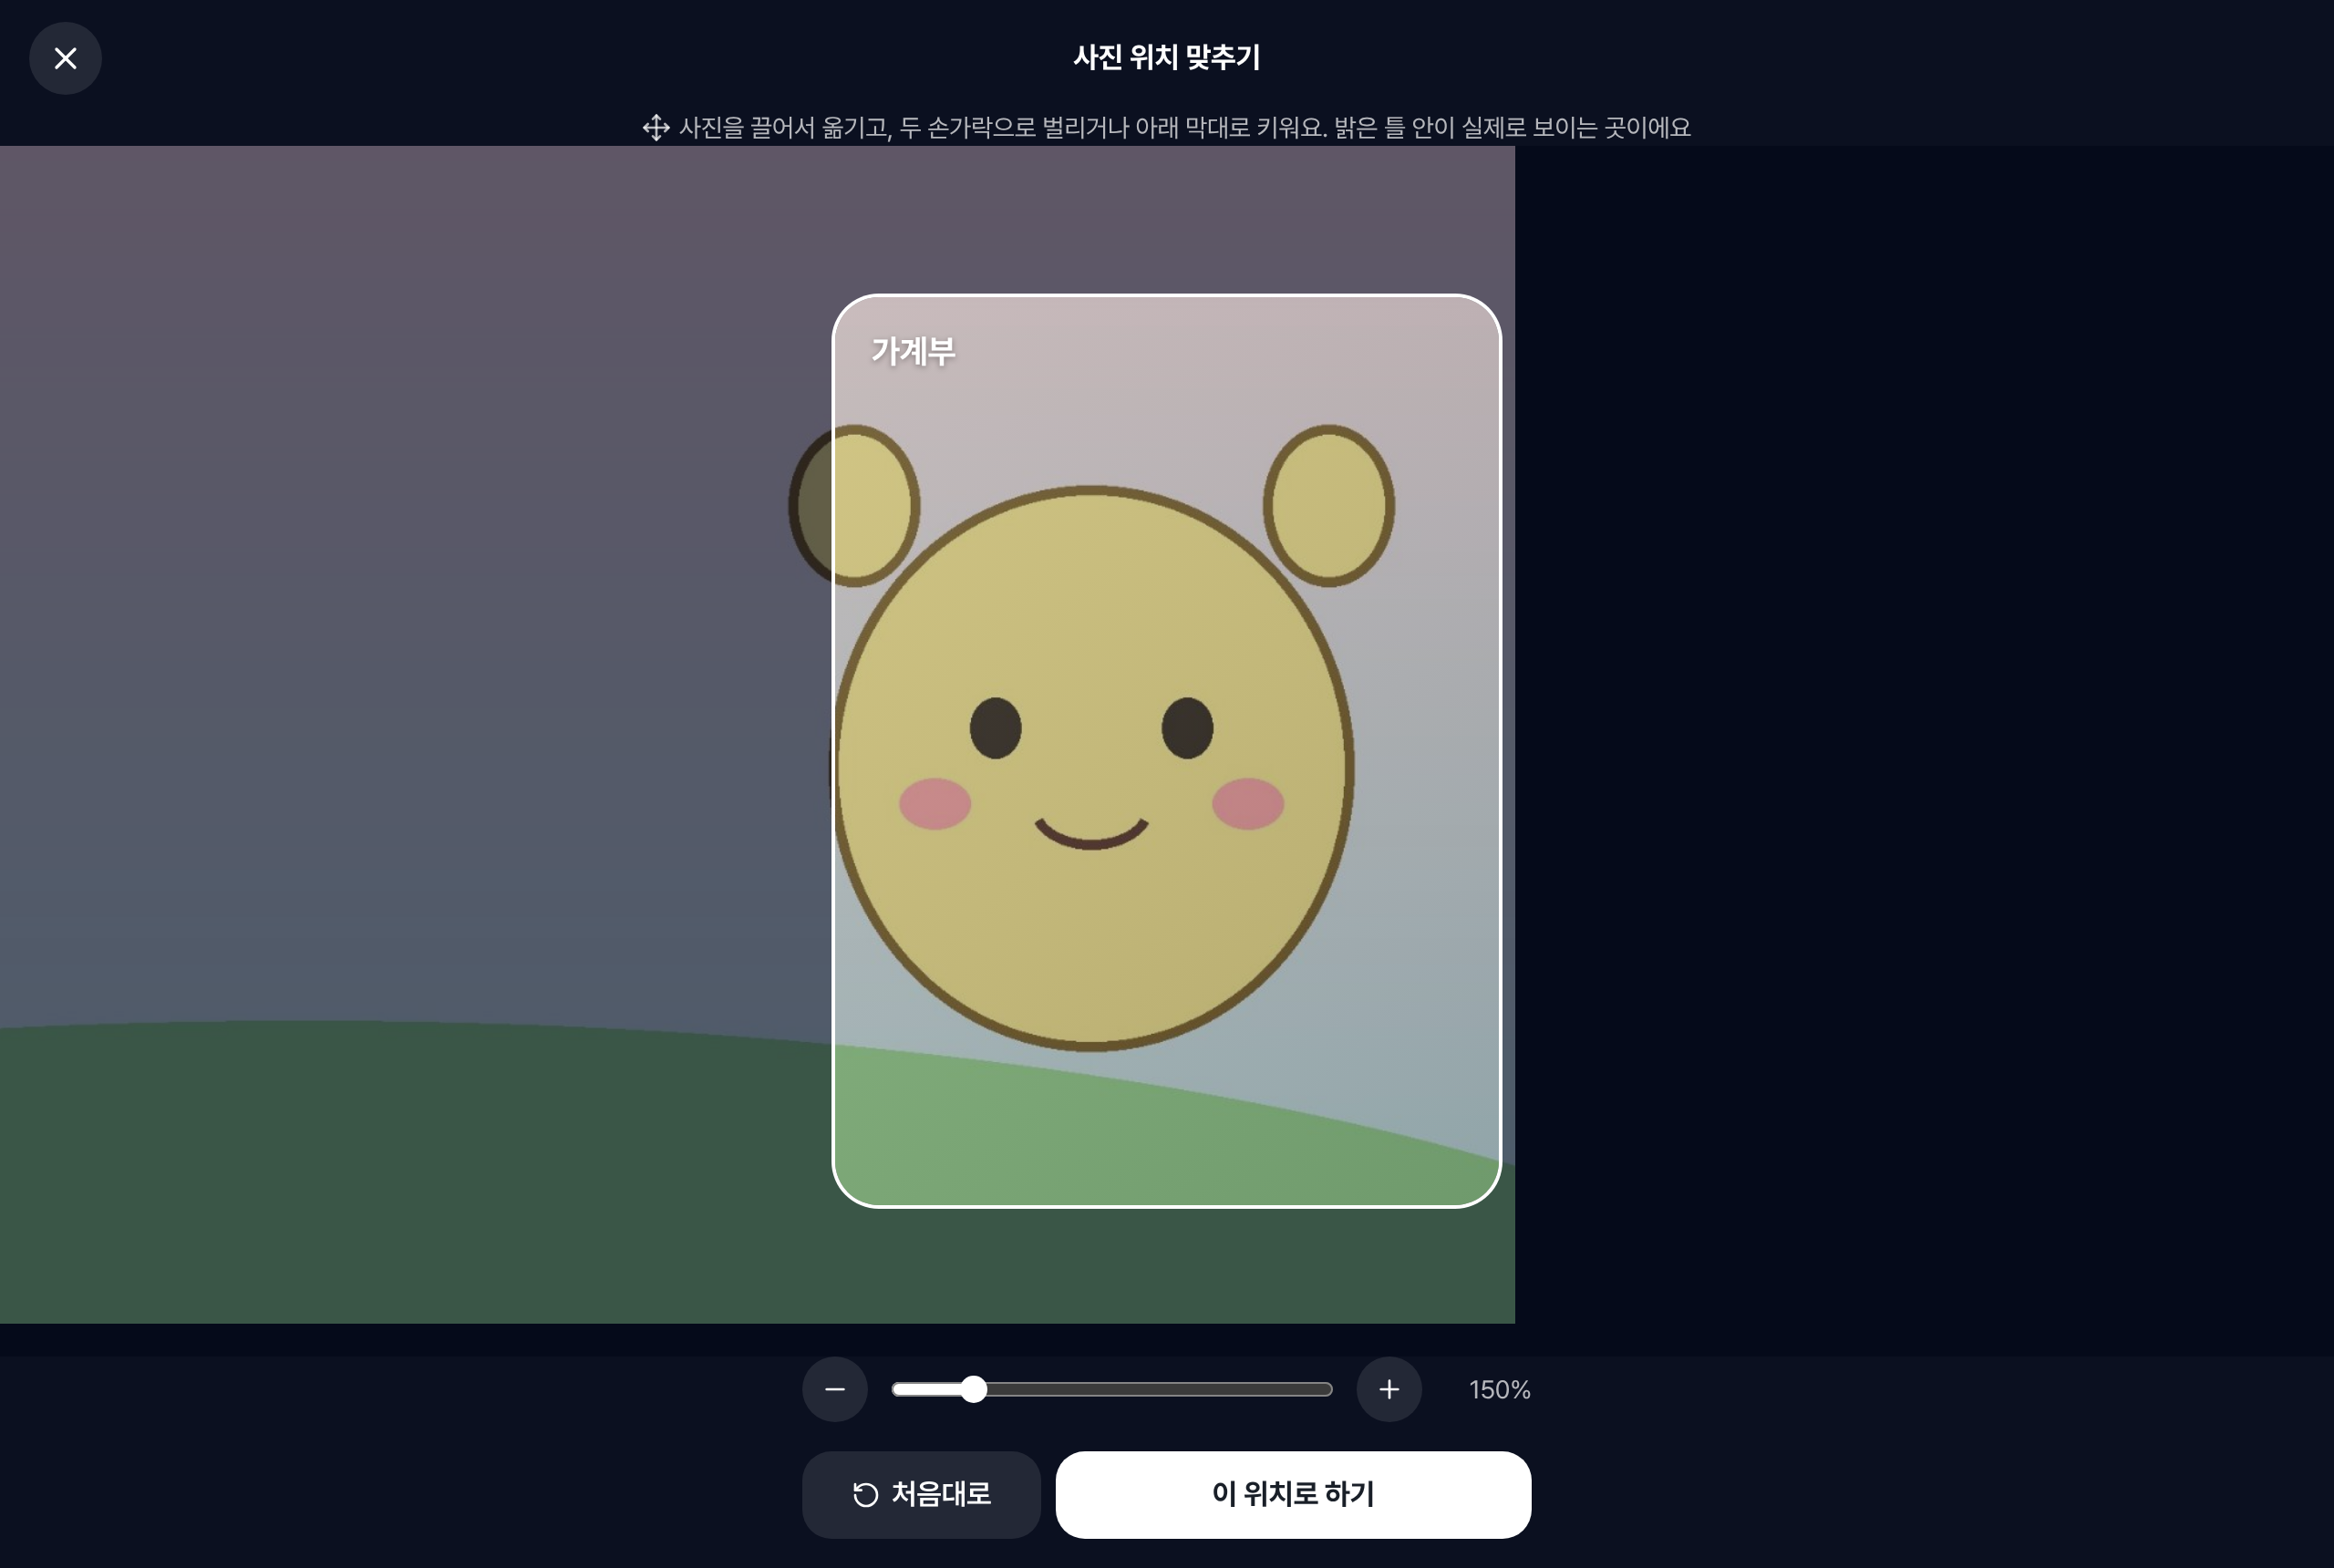 사진 위치 맞추기
사진을 끌어서 옮기고, 두 손가락으로 벌리거나 아래 막대로 키워요. 밝은 틀 안이 실제로 보이는 곳이에요
가계부
150%
처음대로
이 위치로 하기